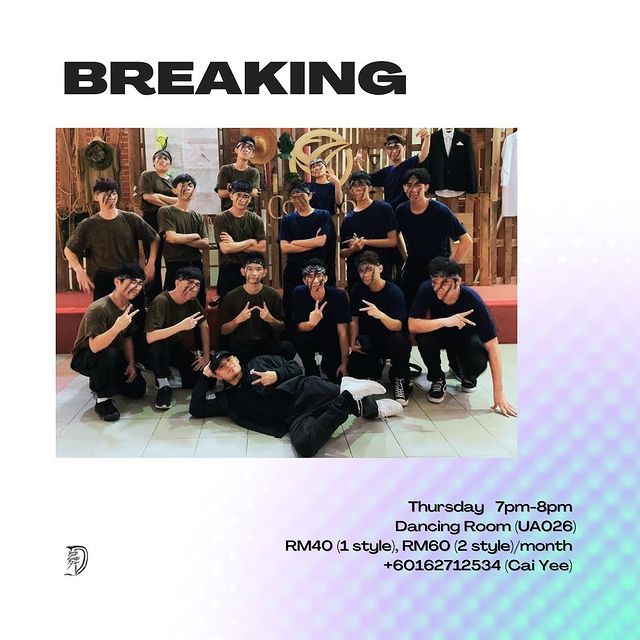 BREAKING
Thursday 7pm-8pm
Dancing Room (UA026)
RM40 (1 style), RM60 (2 style)/month
+60162712534 (Cai Yee)